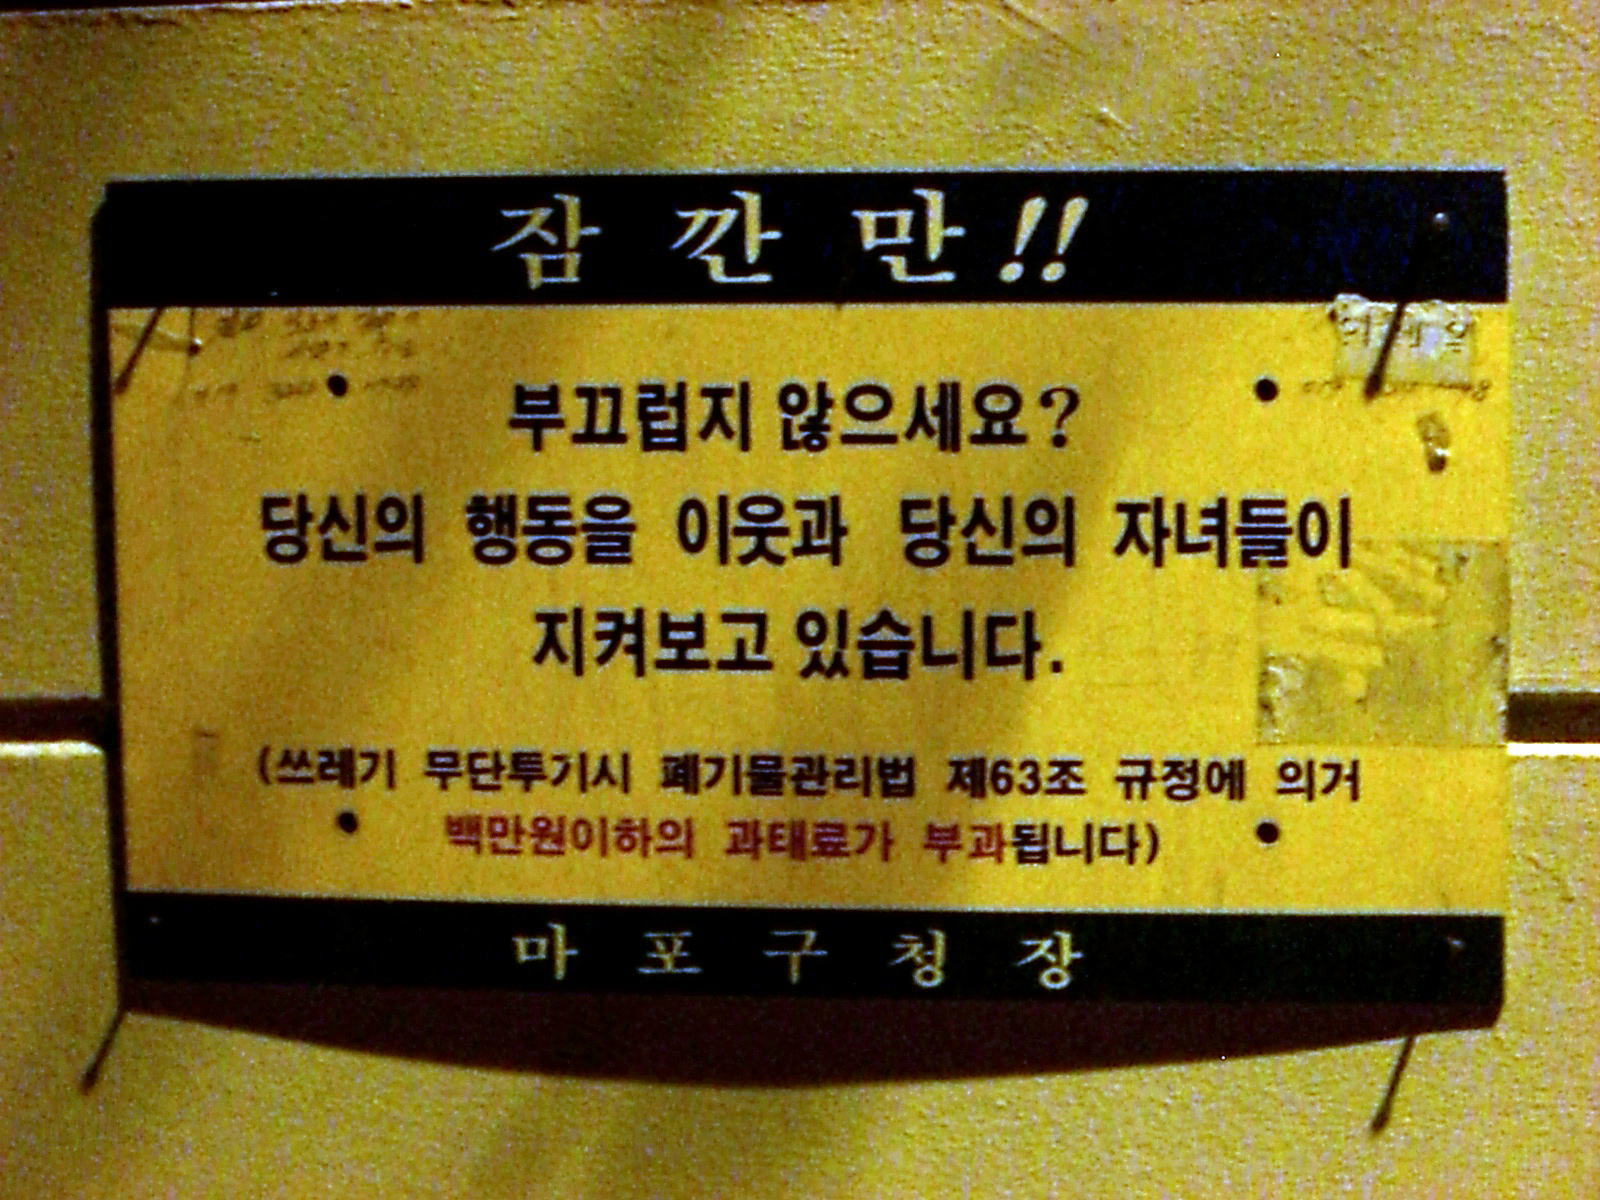 잠깐만!!
부끄럽지 않으세요?
당신의 행동을 이웃과 당신의 자녀들이
지켜보고 있습니다.
(쓰레기 무단투기시 폐기물관리법 제63조 규정에 의거
백만원이하의 과태료가 부과됩니다)
마포구청장